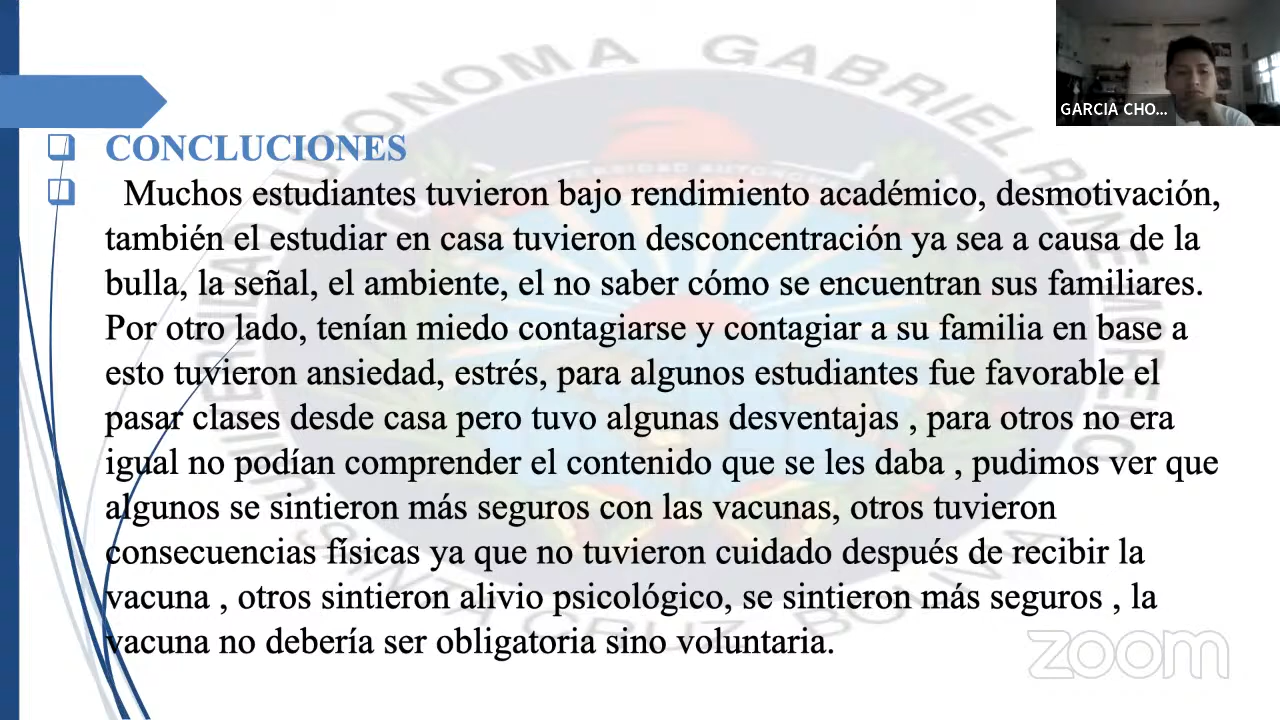 GARCIA CHO...
CONCLUCIONES
Muchos estudiantes tuvieron bajo rendimiento académico, desmotivación,
también el estudiar en casa tuvieron desconcentración ya sea a causa de la
bulla, la señal, el ambiente, el no saber cómo se encuentran sus familiares.
Por otro lado, tenían miedo contagiarse y contagiar a su familia en base a
esto tuvieron ansiedad, estrés, para algunos estudiantes fue favorable el
pasar clases desde casa pero tuvo algunas desventajas , para otros no era
igual no podían comprender el contenido que se les daba , pudimos ver que
algunos se sintieron más seguros con las vacunas, otros tuvieron
consecuencias físicas ya que no tuvieron cuidado después de recibir la
vacuna , otros sintieron alivio psicológico, se sintieron más seguros , la
vacuna no debería ser obligatoria sino voluntaria.
zoom